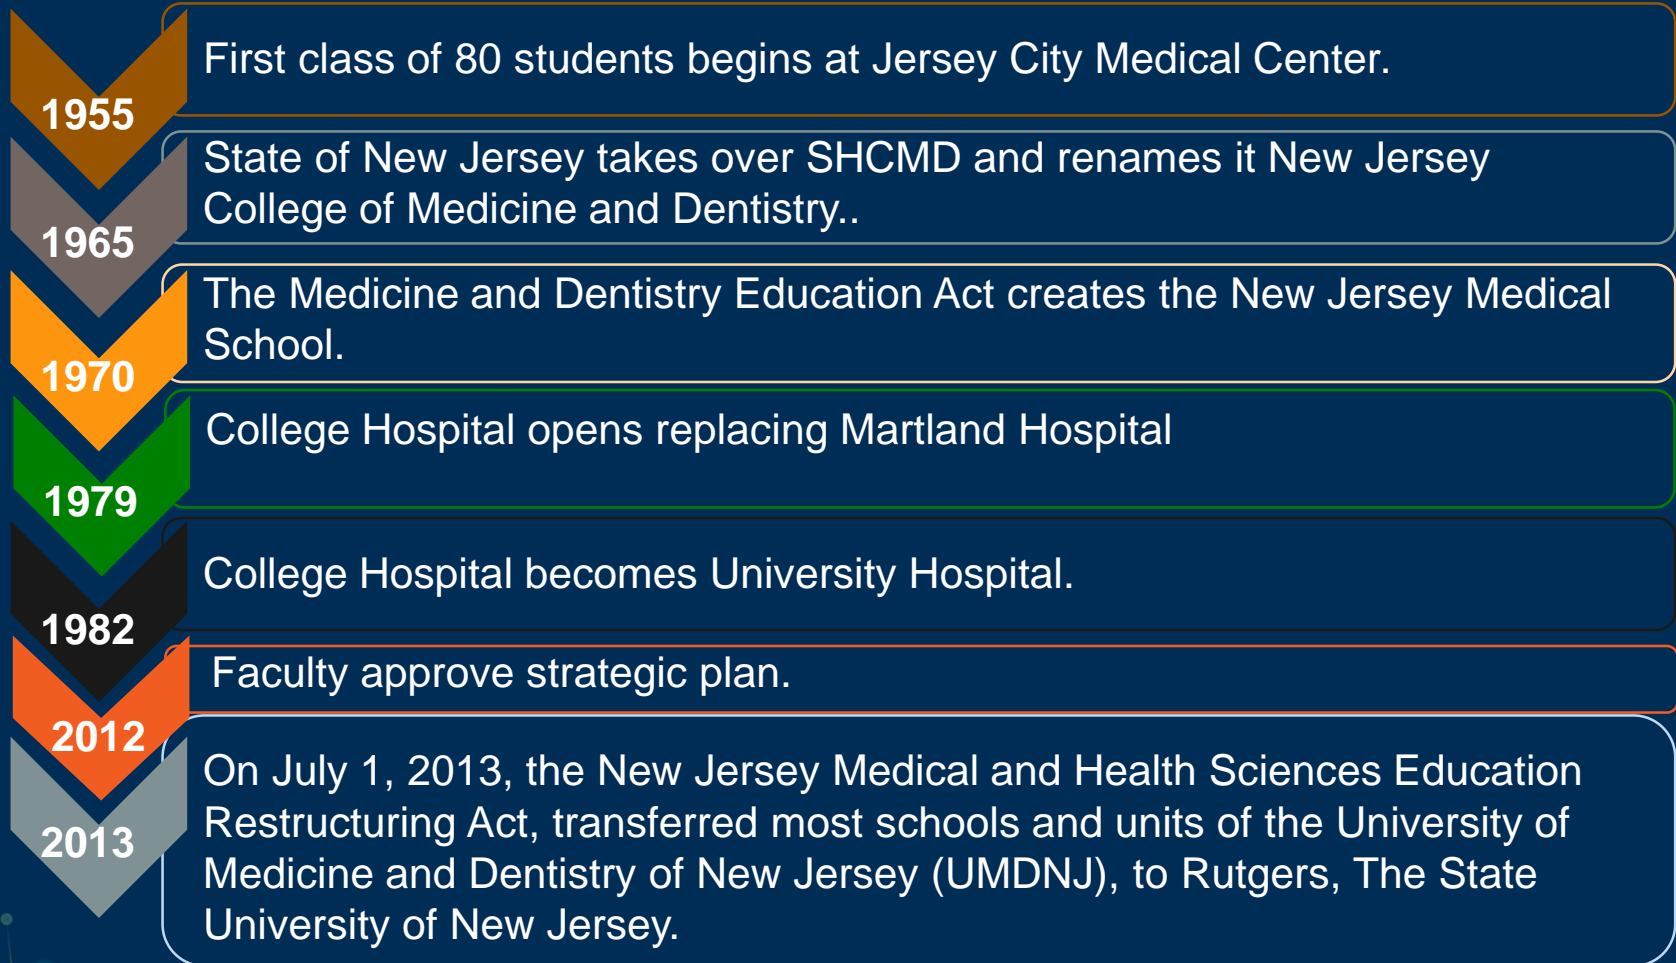 1955
First class of 80 students begins at Jersey City Medical Center.
1965
State of New Jersey takes over SHCMD and renames it New Jersey
College of Medicine and Dentistry..
1970
The Medicine and Dentistry Education Act creates the New Jersey Medical
School.
1979
College Hospital opens replacing Martland Hospital
1982
College Hospital becomes University Hospital.
2012
Faculty approve strategic plan.
2013
On July 1, 2013, the New Jersey Medical and Health Sciences Education
Restructuring Act, transferred most schools and units of the University of
Medicine and Dentistry of New Jersey (UMDNJ), to Rutgers, The State
University of New Jersey.